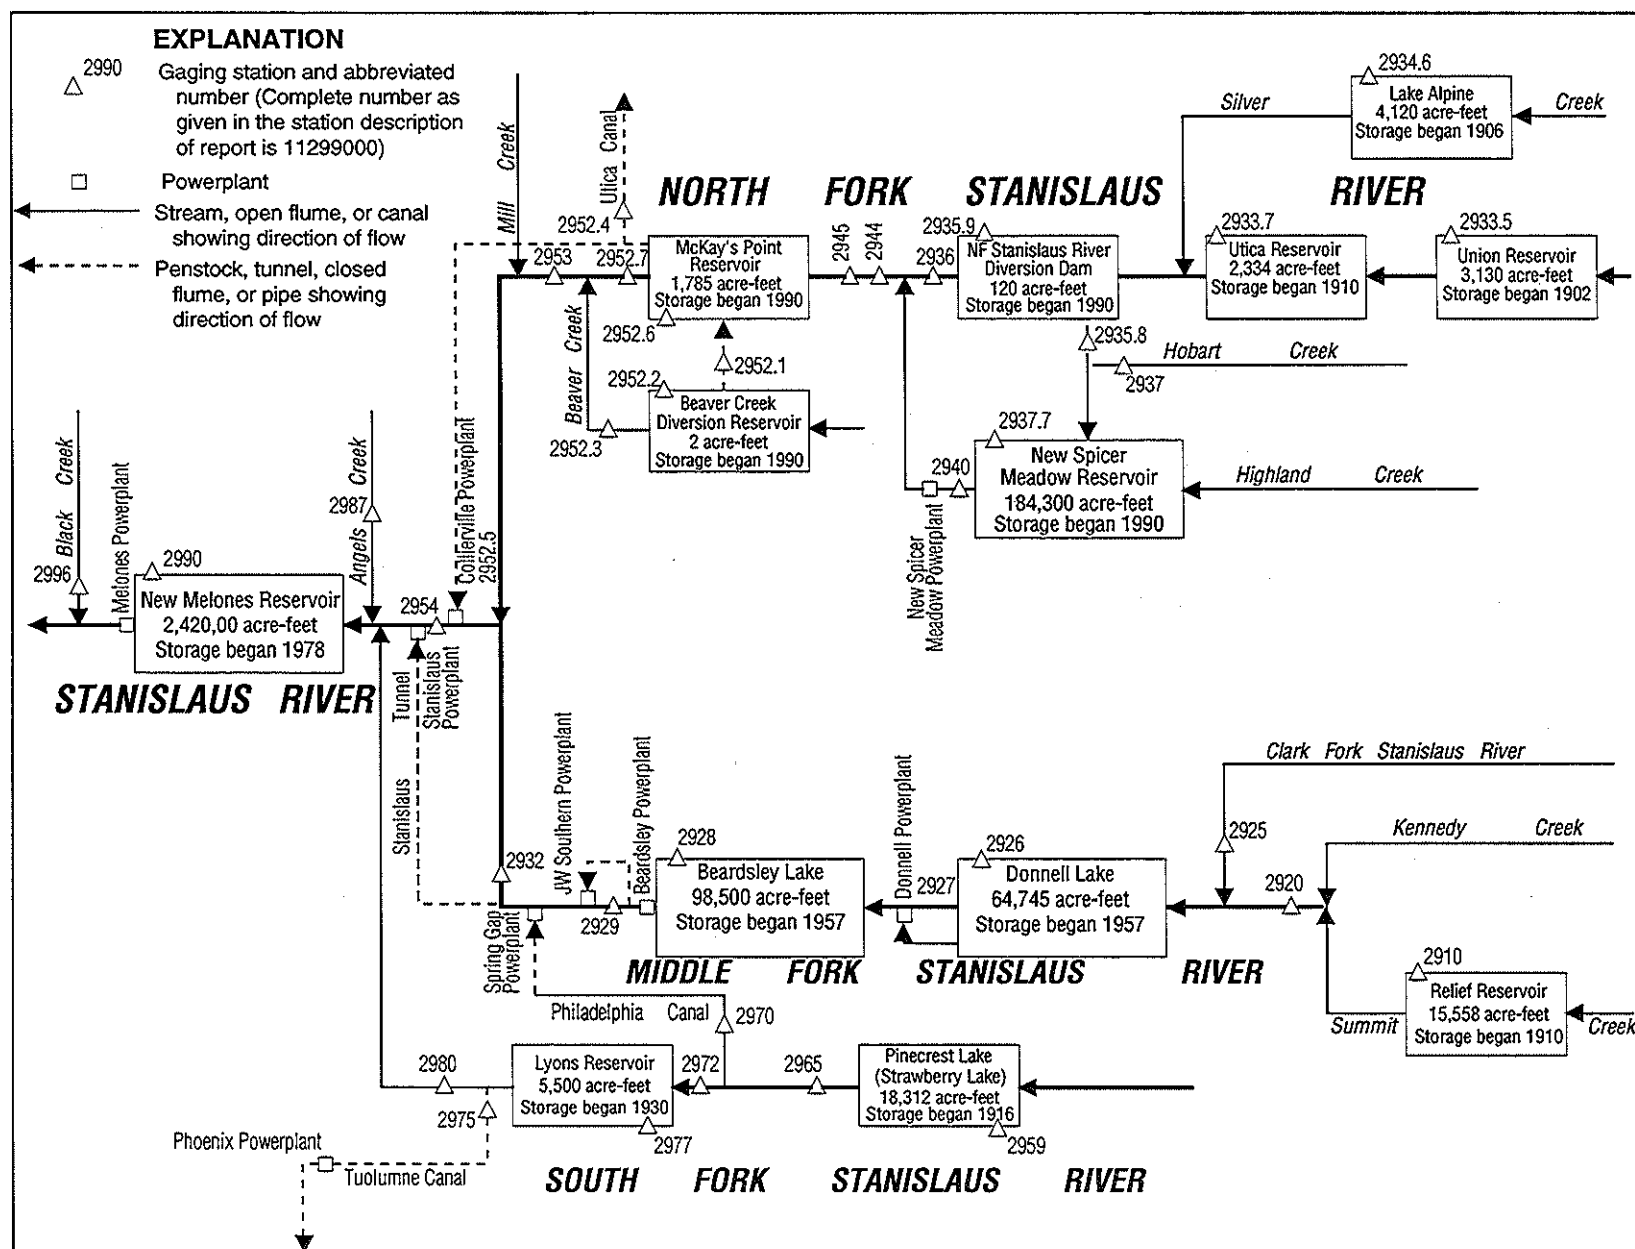 EXPLANATION
2990
Gaging station and abbreviated
number (Complete number as
given in the station description
of report is 11299000)
Powerplant
Stream, open flume, or canal
showing direction of flow
Penstock, tunnel, closed
flume, or pipe showing
direction of flow
Mill Creek
Utica Canal
2952.4
2953
2952.7
McKay's Point
Reservoir
1,785 acre-feet
Storage began 1990
2952.6
NORTH FORK STANISLAUS RIVER
2945
2944
2936
2935.9
NF Stanislaus River
Diversion Dam
120 acre-feet
Storage began 1990
2935.8
Silver Creek
2934.6
Lake Alpine
4,120 acre-feet
Storage began 1906
2933.7
Utica Reservoir
2,334 acre-feet
Storage began 1910
2933.5
Union Reservoir
3,130 acre-feet
Storage began 1902
Hobart Creek
2937
Beaver Creek
2952.1
2952.2
2952.3
Beaver Creek
Diversion Reservoir
2 acre-feet
Storage began 1990
2937.7
New Spicer
Meadow Reservoir
184,300 acre-feet
Storage began 1990
2940
Highland Creek
New Spicer
Meadow Powerplant
Black Creek
2996
Melones Powerplant
2990
New Melones Reservoir
2,420,00 acre-feet
Storage began 1978
Angels Creek
2987
2954
Collierville Powerplant
2952.5
STANISLAUS RIVER
Stanislaus Tunnel
Stanislaus
Powerplant
2932
Spring Gap
Powerplant
JW Southern Powerplant
2929
Beardsley Powerplant
2928
Beardsley Lake
98,500 acre-feet
Storage began 1957
Donnell Powerplant
2927
2926
Donnell Lake
64,745 acre-feet
Storage began 1957
Clark Fork Stanislaus River
2925
2920
Kennedy Creek
MIDDLE FORK STANISLAUS RIVER
2910
Relief Reservoir
15,558 acre-feet
Storage began 1910
Summit Creek
Philadelphia Canal
2970
2980
2975
Lyons Reservoir
5,500 acre-feet
Storage began 1930
2977
2972
2965
Pinecrest Lake
(Strawberry Lake)
18,312 acre-feet
Storage began 1916
2959
Phoenix Powerplant
Tuolumne Canal
SOUTH FORK STANISLAUS RIVER